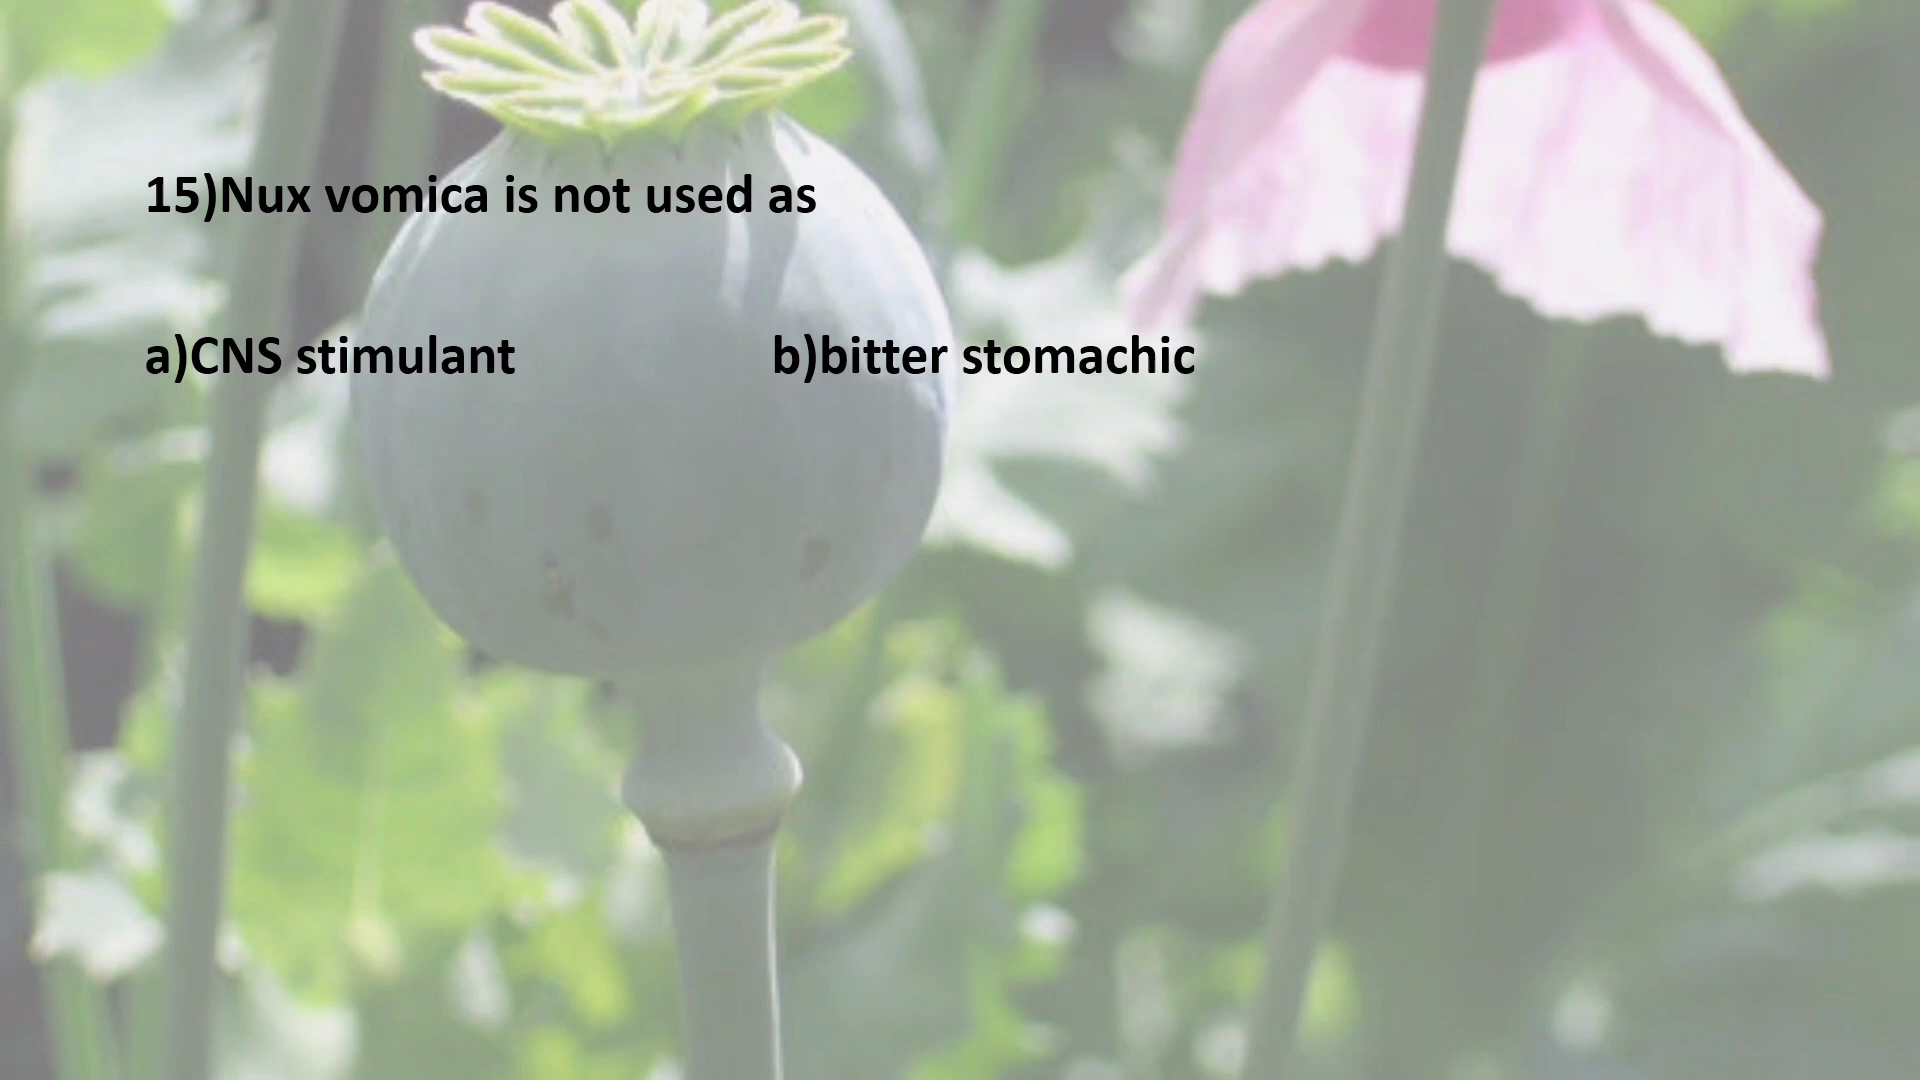 15)Nux vomica is not used as
a)CNS stimulant b)bitter stomachic